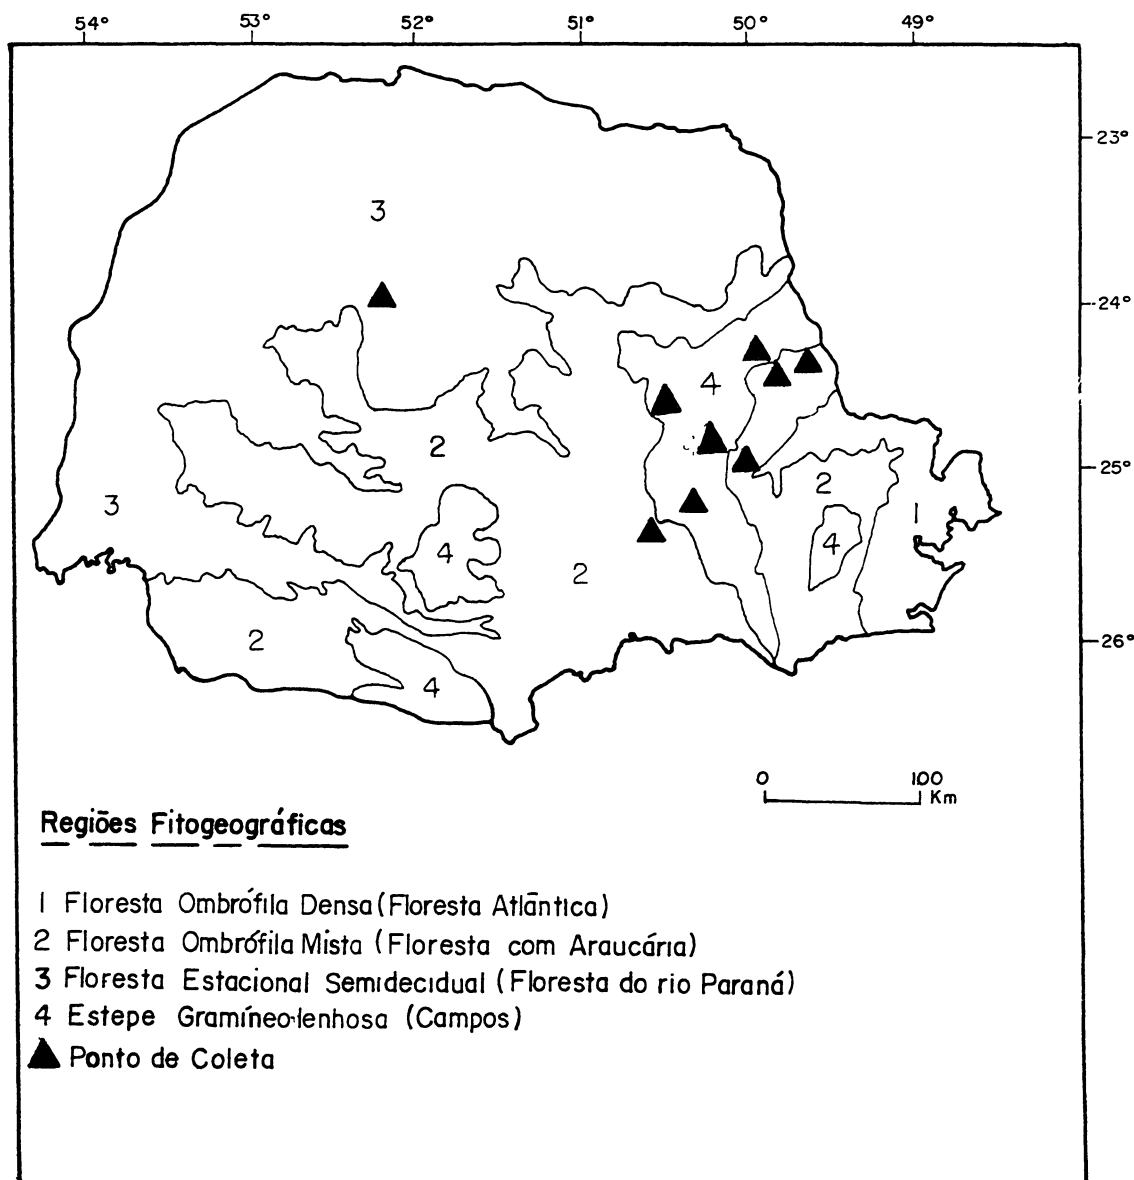 54° 53° 52° 51° 50° 49°
23°
3
24°
4
2
25°
2
3
1
4
4
2
2
26°
4
0 100
Km
Regiões Fitogeográficas
1 Floresta Ombrófila Densa (Floresta Atlântica)
2 Floresta Ombrófila Mista (Floresta com Araucária)
3 Floresta Estacional Semidecidual (Floresta do rio Paraná)
4 Estepe Gramíneo-lenhosa (Campos)
Ponto de Coleta